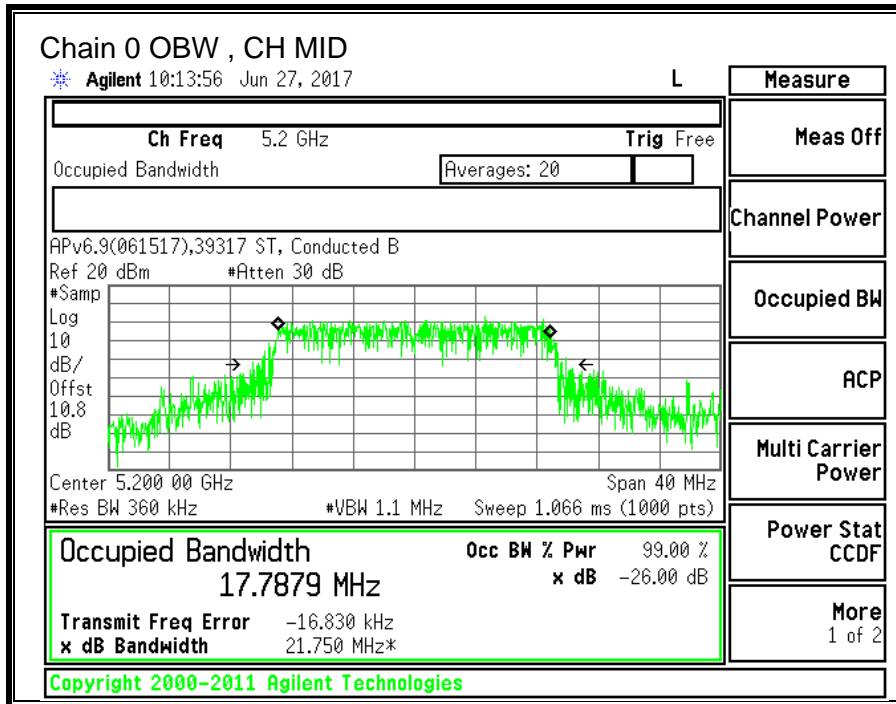 Chain 0 OBW , CH MID
Agilent 10:13:56 Jun 27, 2017 L
Measure
Ch Freq 5.2 GHz Trig Free
Meas Off
Occupied Bandwidth Averages: 20
Channel Power
APv6.9(061517),39317 ST, Conducted B
Ref 20 dBm #Atten 30 dB
#Samp
Log
10
dB/
Offst
10.8
dB
Occupied BW
ACP
Center 5.200 00 GHz Span 40 MHz
#Res BW 360 kHz #VBW 1.1 MHz Sweep 1.066 ms (1000 pts)
Multi Carrier
Power
Occupied Bandwidth Occ BW % Pwr 99.00 %
17.7879 MHz x dB -26.00 dB
Power Stat
CCDF
Transmit Freq Error -16.830 kHz
x dB Bandwidth 21.750 MHz*
More
1 of 2
Copyright 2000-2011 Agilent Technologies